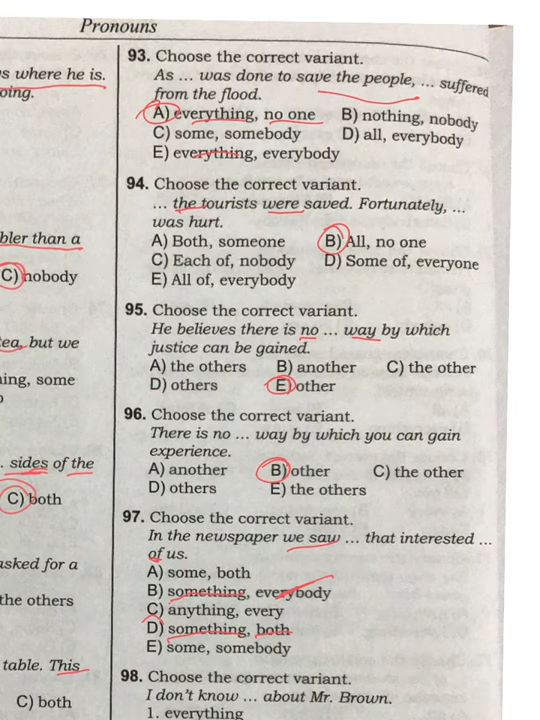 Pronouns
s where he is.
oing.
bler than a
C) nobody
tea, but we
ing, some
. sides of the
C) both
asked for a
the others
table. This
C) both
93. Choose the correct variant.
As ... was done to save the people, ... suffered
from the flood.
A) everything, no one B) nothing, nobody
C) some, somebody D) all, everybody
E) everything, everybody
94. Choose the correct variant.
... the tourists were saved. Fortunately, ...
was hurt.
A) Both, someone B) All, no one
C) Each of, nobody D) Some of, everyone
E) All of, everybody
95. Choose the correct variant.
He believes there is no ... way by which
justice can be gained.
A) the others B) another C) the other
D) others E) other
96. Choose the correct variant.
There is no ... way by which you can gain
experience.
A) another B) other C) the other
D) others E) the others
97. Choose the correct variant.
In the newspaper we saw ... that interested ...
of us.
A) some, both
B) something, everybody
C) anything, every
D) something, both
E) some, somebody
98. Choose the correct variant.
I don't know ... about Mr. Brown.
1. everything